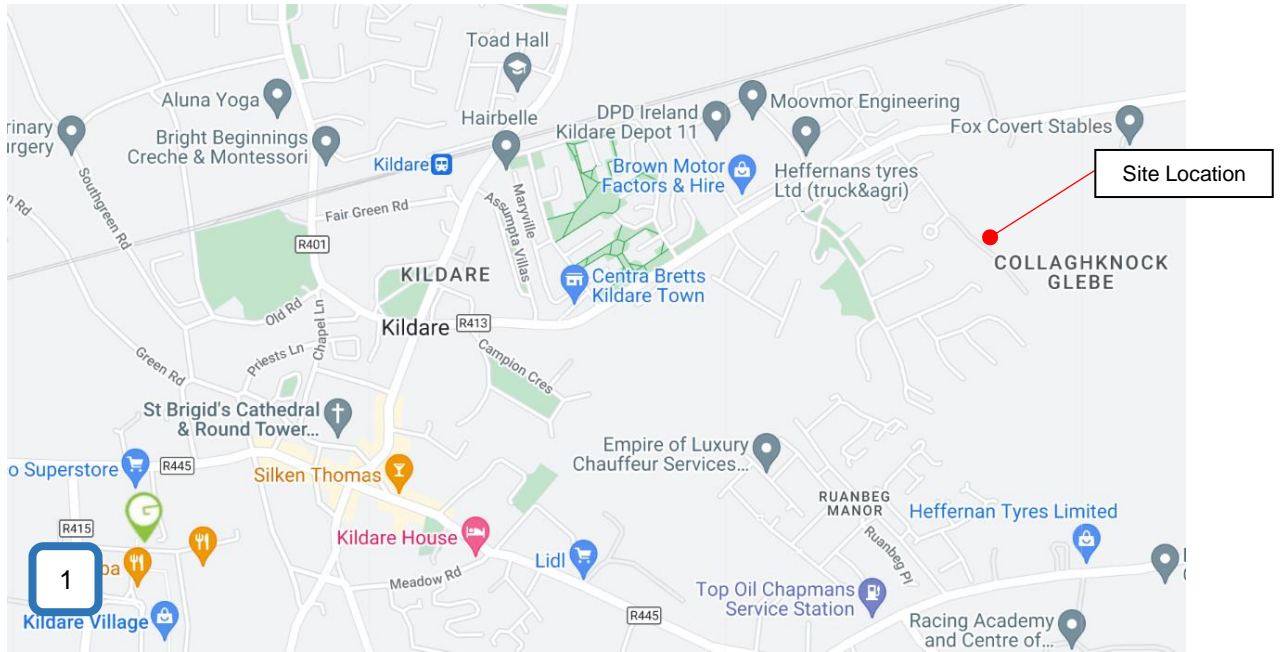 Toad Hall
Aluna Yoga
Hairbelle
DPD Ireland
Kildare Depot 11
Moovmor Engineering
Fox Covert Stables
rinary
urgery
Bright Beginnings
Creche & Montessori
Kildare
Brown Motor
Factors & Hire
Heffernans tyres
Ltd (truck&agri)
Site Location
Southgreen Rd
n Rd
Fair Green Rd
Assumpta Villas
Maryville
R401
KILDARE
Centra Bretts
Kildare Town
COLLAGHKNOCK
GLEBE
Old Rd
Chapel Ln
Kildare
R413
Priests Ln
Green Rd
Campion Cres
St Brigid's Cathedral
& Round Tower...
Empire of Luxury
Chauffeur Services...
o Superstore
R445
Silken Thomas
RUANBEG
MANOR
Heffernan Tyres Limited
R415
G
Kildare House
Ruanbeg Pl
1
ba
Lidl
Meadow Rd
Top Oil Chapmans
Service Station
Kildare Village
R445
Racing Academy
and Centre of...